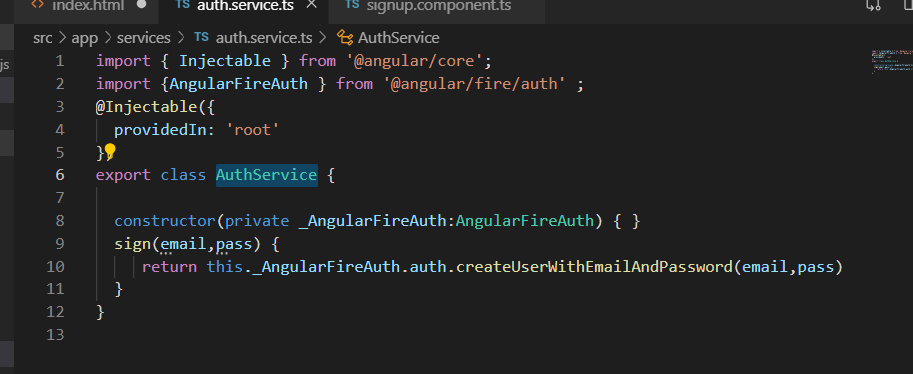 index.html
TS auth.service.ts
TS signup.component.ts
src > app > services > TS auth.service.ts > AuthService
js
1 import { Injectable } from '@angular/core';
2 import {AngularFireAuth } from '@angular/fire/auth' ;
3 @Injectable({
4 providedIn: 'root'
5 }
6 export class AuthService {
7
8 constructor(private _AngularFireAuth:AngularFireAuth) { }
9 sign(email,pass) {
10 return this._AngularFireAuth.auth.createUserWithEmailAndPassword(email,pass)
11 }
12 }
13